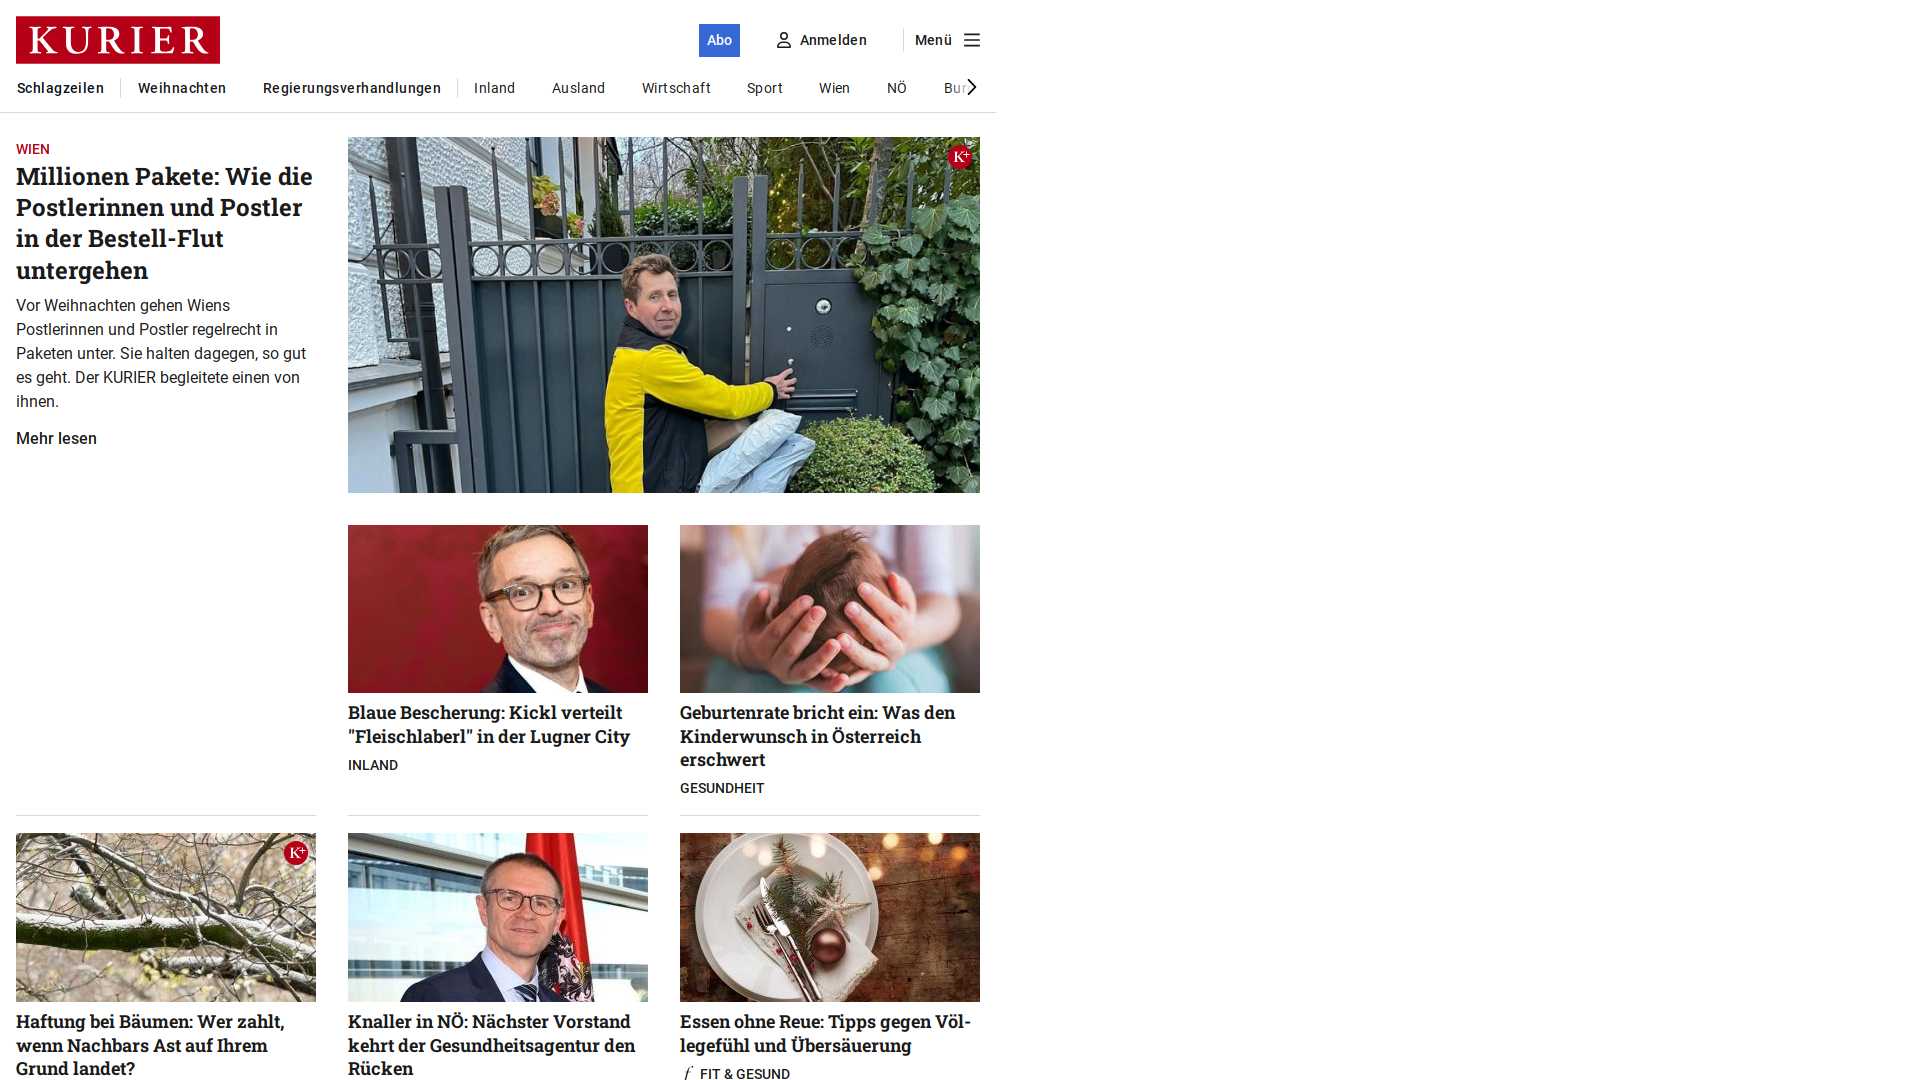 KURIER
Abo
Anmelden
Menü
Schlagzeilen
Weihnachten
Regierungsverhandlungen
Inland
Ausland
Wirtschaft
Sport
Wien
NÖ
WIEN
Millionen Pakete: Wie die
Postlerinnen und Postler
in der Bestell-Flut
untergehen
Vor Weihnachten gehen Wiens
Postlerinnen und Postler regelrecht in
Paketen unter. Sie halten dagegen, so gut
es geht. Der KURIER begleitete einen von
ihnen.
Mehr lesen
K+
Blaue Bescherung: Kickl verteilt
"Fleischlaberl" in der Lugner City
INLAND
Geburtenrate bricht ein: Was den
Kinderwunsch in Österreich
erschwert
GESUNDHEIT
K+
Haftung bei Bäumen: Wer zahlt,
wenn Nachbars Ast auf Ihrem
Grund landet?
Knaller in NÖ: Nächster Vorstand
kehrt der Gesundheitsagentur den
Rücken
Essen ohne Reue: Tipps gegen Völ-
legefühl und Übersäuerung
f FIT & GESUND